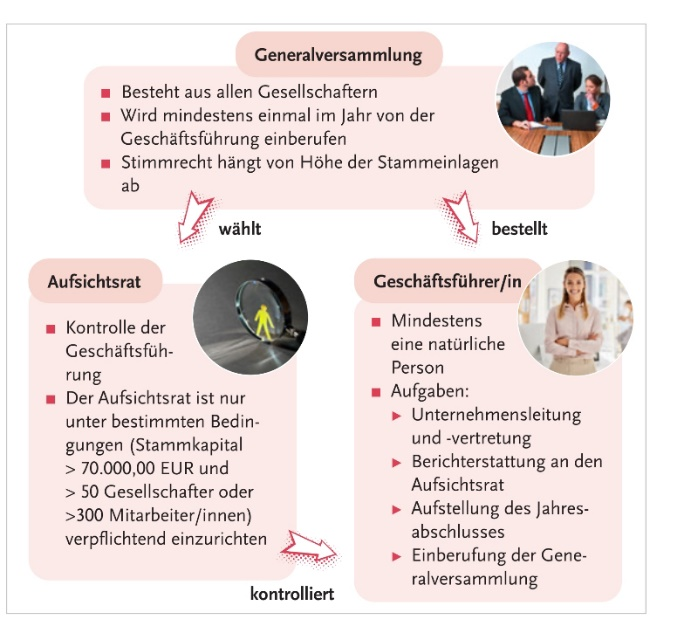 Generalversammlung
■ Besteht aus allen Gesellschaftern
■ Wird mindestens einmal im Jahr von der
Geschäftsführung einberufen
■ Stimmrecht hängt von Höhe der Stammeinlagen
ab
wählt
bestellt
Aufsichtsrat
■ Kontrolle der
Geschäftsfüh-
rung
■ Der Aufsichtsrat ist nur
unter bestimmten Bedin-
gungen (Stammkapital
> 70.000,00 EUR und
> 50 Gesellschafter oder
>300 Mitarbeiter/innen)
verpflichtend einzurichten
kontrolliert
Geschäftsführer/in
■ Mindestens
eine natürliche
Person
■ Aufgaben:
► Unternehmensleitung
und -vertretung
► Berichterstattung an den
Aufsichtsrat
► Aufstellung des Jahres-
abschlusses
► Einberufung der Gene-
ralversammlung